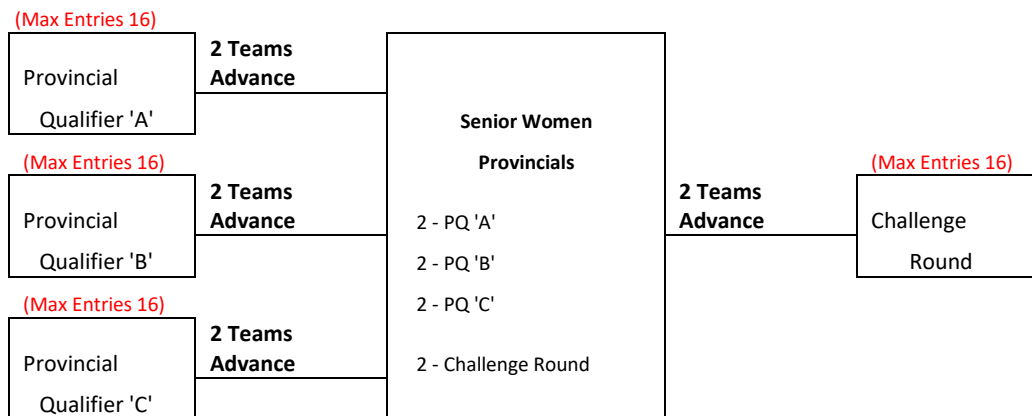 (Max Entries 16)
Provincial
Qualifier 'A'
2 Teams
Advance
(Max Entries 16)
Provincial
Qualifier 'B'
2 Teams
Advance
(Max Entries 16)
Provincial
Qualifier 'C'
2 Teams
Advance
Senior Women
Provincials
2 - PQ 'A'
2 - PQ 'B'
2 - PQ 'C'
2 - Challenge Round
2 Teams
Advance
(Max Entries 16)
Challenge
Round